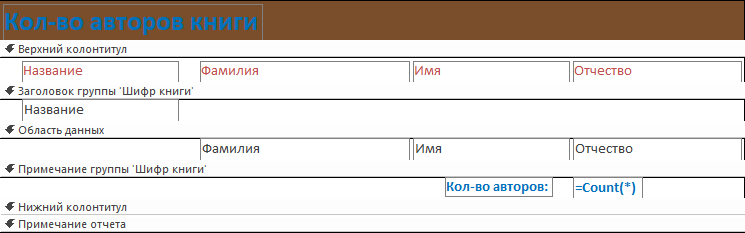 Кол-во авторов книги
Верхний колонтитул
Название Фамилия Имя Отчество
Заголовок группы 'Шифр книги'
Название
Область данных
Фамилия Имя Отчество
Примечание группы 'Шифр книги'
Кол-во авторов: =Count(*)
Нижний колонтитул
Примечание отчета